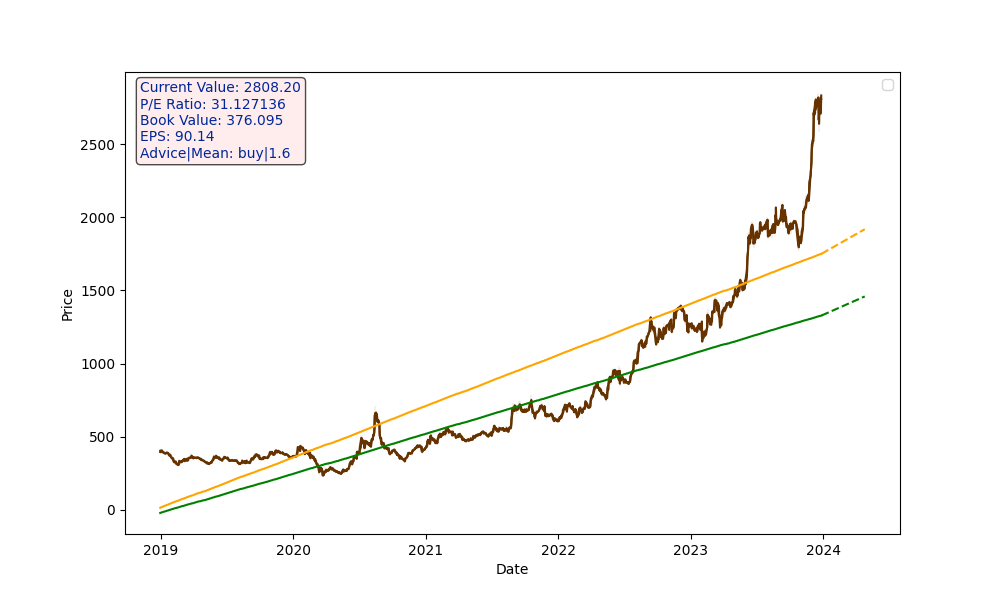 Current Value: 2808.20
P/E Ratio: 31.127136
Book Value: 376.095
EPS: 90.14
Advice|Mean: buy|1.6
2500
2000
1500
1000
500
0
Price
2019 2020 2021 2022 2023 2024
Date